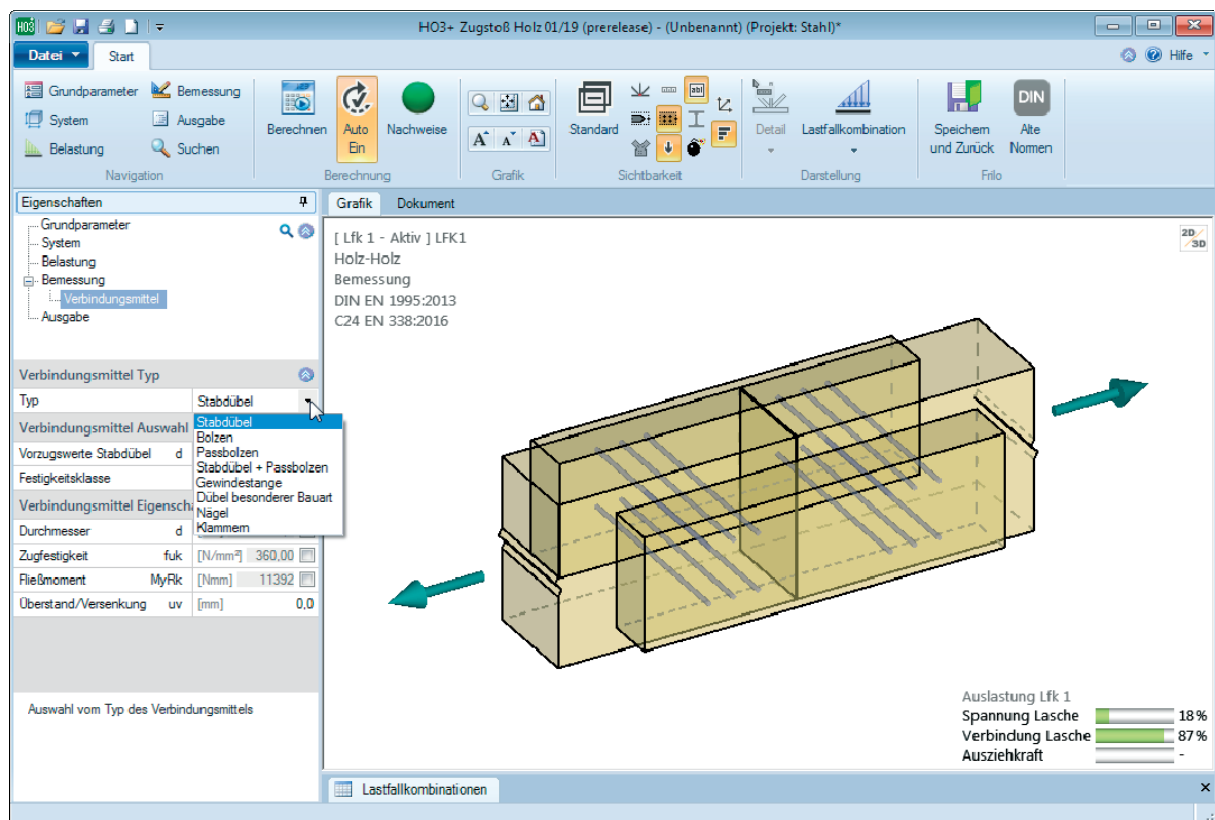 HO3 HO3+ Zugstoß Holz 01/19 (prerelease) - (Unbenannt) (Projekt: Stahl)*
Datei Start Hilfe
Grundparameter Bemessung
System Ausgabe
Belastung Suchen
Navigation
Berechnen Auto Ein Nachweise
Berechnung
A A A
Grafik
Standard abl
Sichtbarkeit
Detail Lastfallkombination
Darstellung
Speichern und Zurück DIN Alte Normen
Frilo
Eigenschaften
Grundparameter
System
Belastung
Bemessung
Verbindungsmittel
Ausgabe
Verbindungsmittel Typ
Typ Stabdübel
Verbindungsmittel Auswahl
Vorzugswerte Stabdübel d
Festigkeitsklasse
Verbindungsmittel Eigensch
Stabdübel
Bolzen
Passbolzen
Stabdübel + Passbolzen
Gewindestange
Dübel besonderer Bauart
Nägel
Klammern
Durchmesser d
Zugfestigkeit fuk [N/mm²] 360,00
Fließmoment MyRk [Nmm] 11392
Überstand/Versenkung uv [mm] 0,0
Auswahl vom Typ des Verbindungsmittels
Grafik Dokument
[ Lfk 1 - Aktiv ] LFK1
Holz-Holz
Bemessung
DIN EN 1995:2013
C24 EN 338:2016
2D/3D
Auslastung Lfk 1
Spannung Lasche 18 %
Verbindung Lasche 87 %
Ausziehkraft -
Lastfallkombinationen